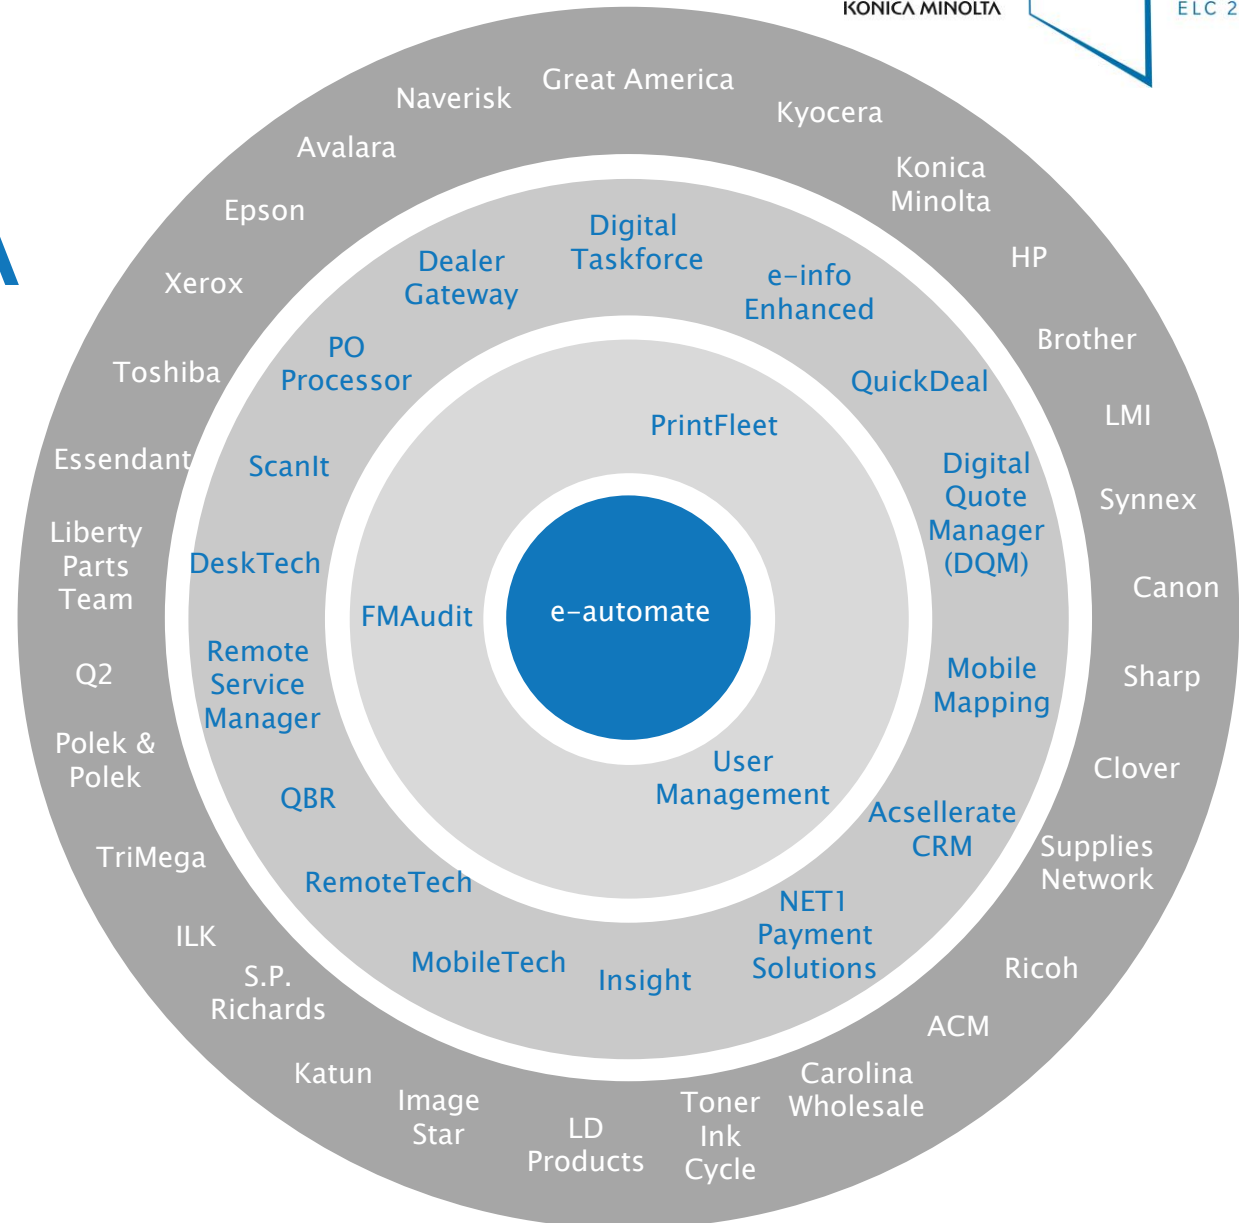 KONICA MINOLTA
ELC 2
A
Great America
Naverisk
Kyocera
Avalara
Konica
Minolta
Epson
HP
Xerox
Brother
Toshiba
LMI
Essendant
Synnex
Liberty
Parts
Team
Canon
Q2
Sharp
Polek &
Polek
Clover
TriMega
Supplies
Network
ILK
Ricoh
S.P.
Richards
ACM
Katun
Carolina
Wholesale
Image
Star
LD
Products
Toner
Ink
Cycle
Digital
Taskforce
Dealer
Gateway
e-info
Enhanced
PO
Processor
QuickDeal
ScanIt
Digital
Quote
Manager
(DQM)
DeskTech
Remote
Service
Manager
Mobile
Mapping
QBR
Acsellerate
CRM
RemoteTech
NET1
Payment
Solutions
MobileTech
Insight
PrintFleet
FMAudit
User
Management
e-automate